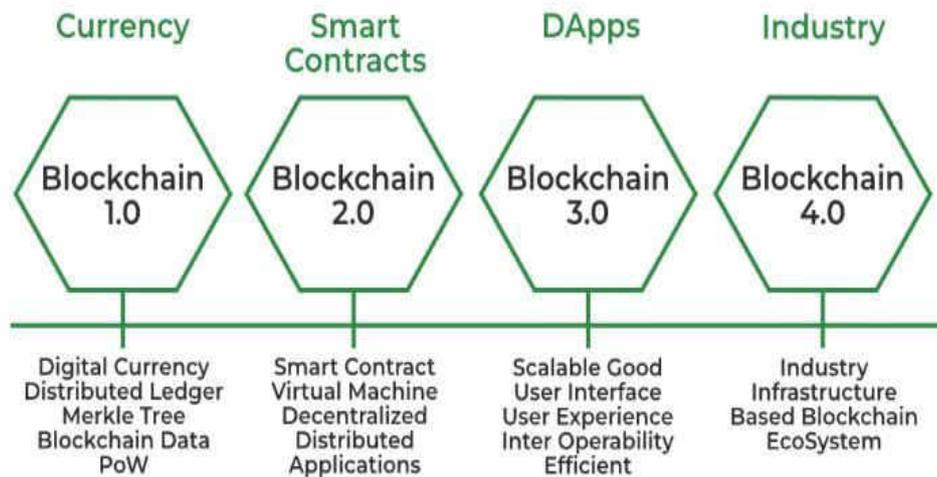 Currency
Smart
Contracts
DApps
Industry
Blockchain
1.0
Blockchain
2.0
Blockchain
3.0
Blockchain
4.0
Digital Currency
Distributed Ledger
Merkle Tree
Blockchain Data
PoW
Smart Contract
Virtual Machine
Decentralized
Distributed
Applications
Scalable Good
User Interface
User Experience
Inter Operability
Efficient
Industry
Infrastructure
Based Blockchain
EcoSystem